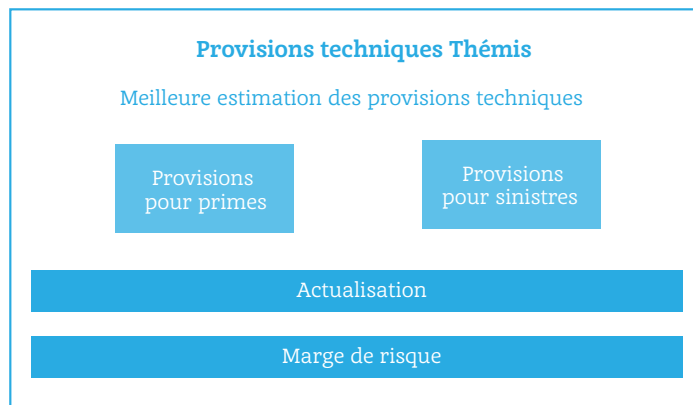 Provisions techniques Thémis
Meilleure estimation des provisions techniques
Provisions
pour primes
Provisions
pour sinistres
Actualisation
Marge de risque